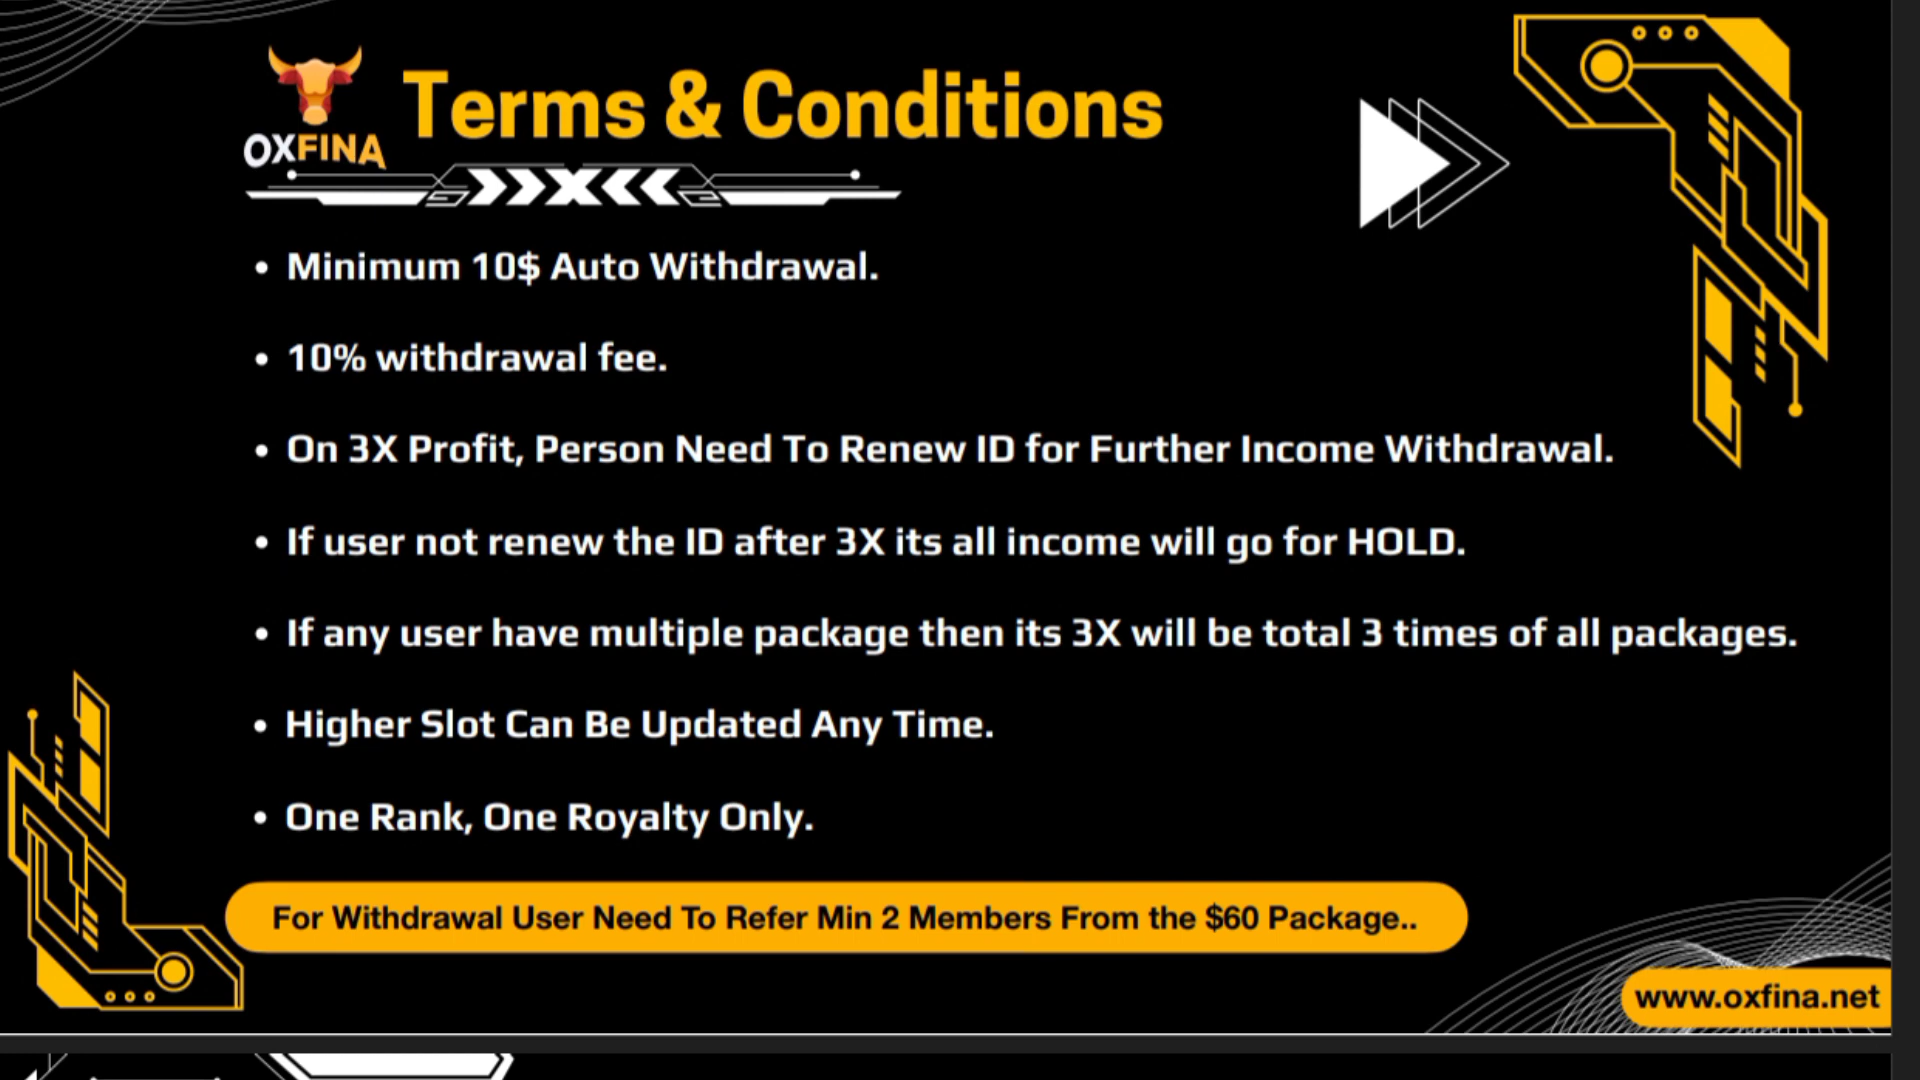 OXFINA
Terms & Conditions
• Minimum 10$ Auto Withdrawal.
• 10% withdrawal fee.
• On 3X Profit, Person Need To Renew ID for Further Income Withdrawal.
• If user not renew the ID after 3X its all income will go for HOLD.
• If any user have multiple package then its 3X will be total 3 times of all packages.
• Higher Slot Can Be Updated Any Time.
• One Rank, One Royalty Only.
For Withdrawal User Need To Refer Min 2 Members From the $60 Package..
www.oxfina.net